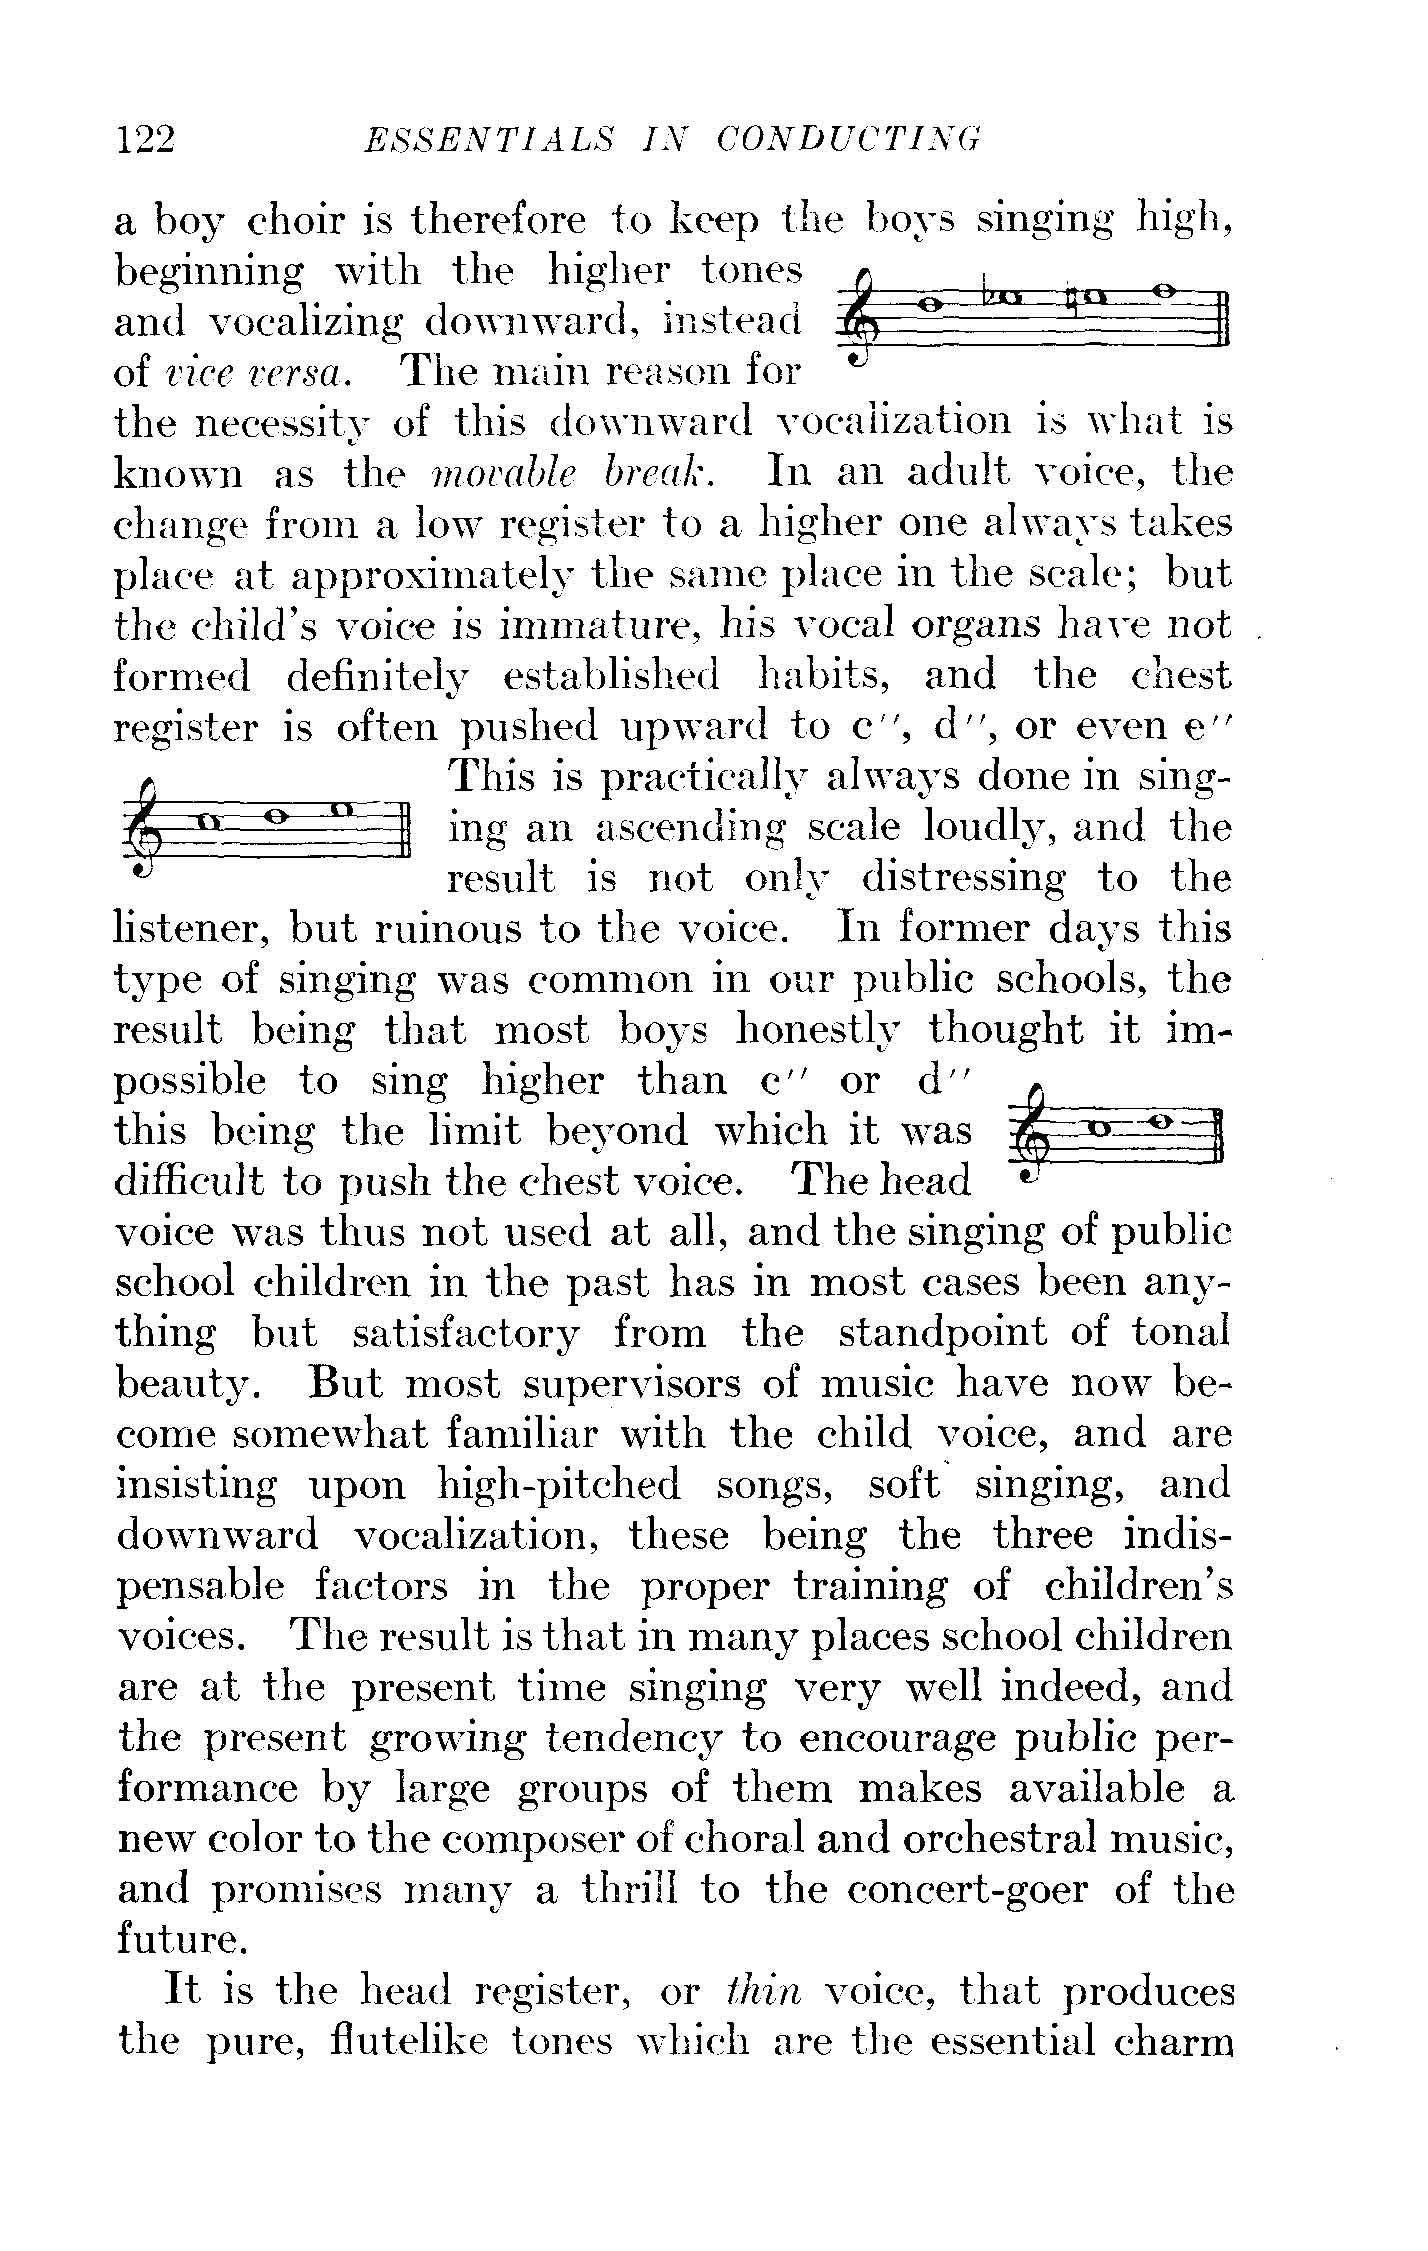 122 ESSENTIALS IN CONDUCTING
a boy choir is therefore to keep the boys singing high,
beginning with the higher tones
and vocalizing downward, instead
of vice versa. The main reason for
the necessity of this downward vocalization is what is
known as the movable break. In an adult voice, the
change from a low register to a higher one always takes
place at approximately the same place in the scale; but
the child's voice is immature, his vocal organs have not
formed definitely established habits, and the chest
register is often pushed upward to c'', d'', or even e''
This is practically always done in sing-
ing an ascending scale loudly, and the
result is not only distressing to the
listener, but ruinous to the voice. In former days this
type of singing was common in our public schools, the
result being that most boys honestly thought it im-
possible to sing higher than c'' or d''
this being the limit beyond which it was
difficult to push the chest voice. The head
voice was thus not used at all, and the singing of public
school children in the past has in most cases been any-
thing but satisfactory from the standpoint of tonal
beauty. But most supervisors of music have now be-
come somewhat familiar with the child voice, and are
insisting upon high-pitched songs, soft singing, and
downward vocalization, these being the three indis-
pensable factors in the proper training of children's
voices. The result is that in many places school children
are at the present time singing very well indeed, and
the present growing tendency to encourage public per-
formance by large groups of them makes available a
new color to the composer of choral and orchestral music,
and promises many a thrill to the concert-goer of the
future.
It is the head register, or thin voice, that produces
the pure, flutelike tones which are the essential charm